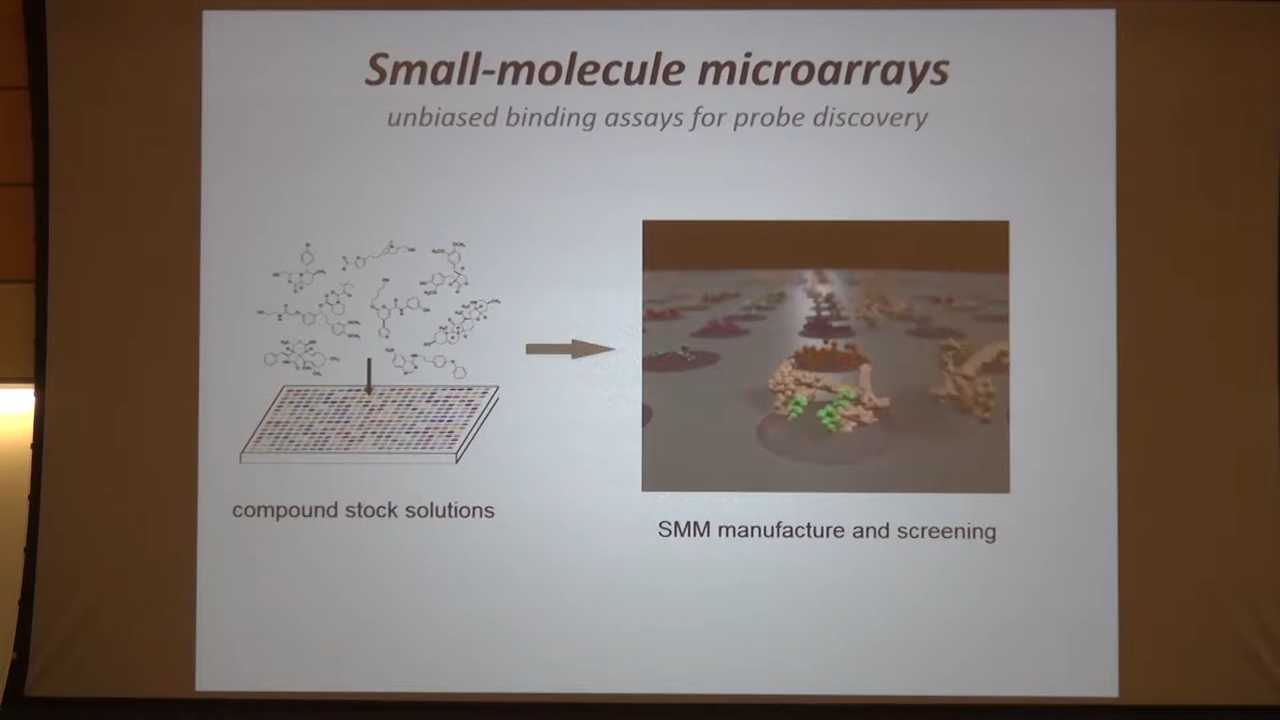 Small-molecule microarrays
unbiased binding assays for probe discovery
compound stock solutions
SMM manufacture and screening